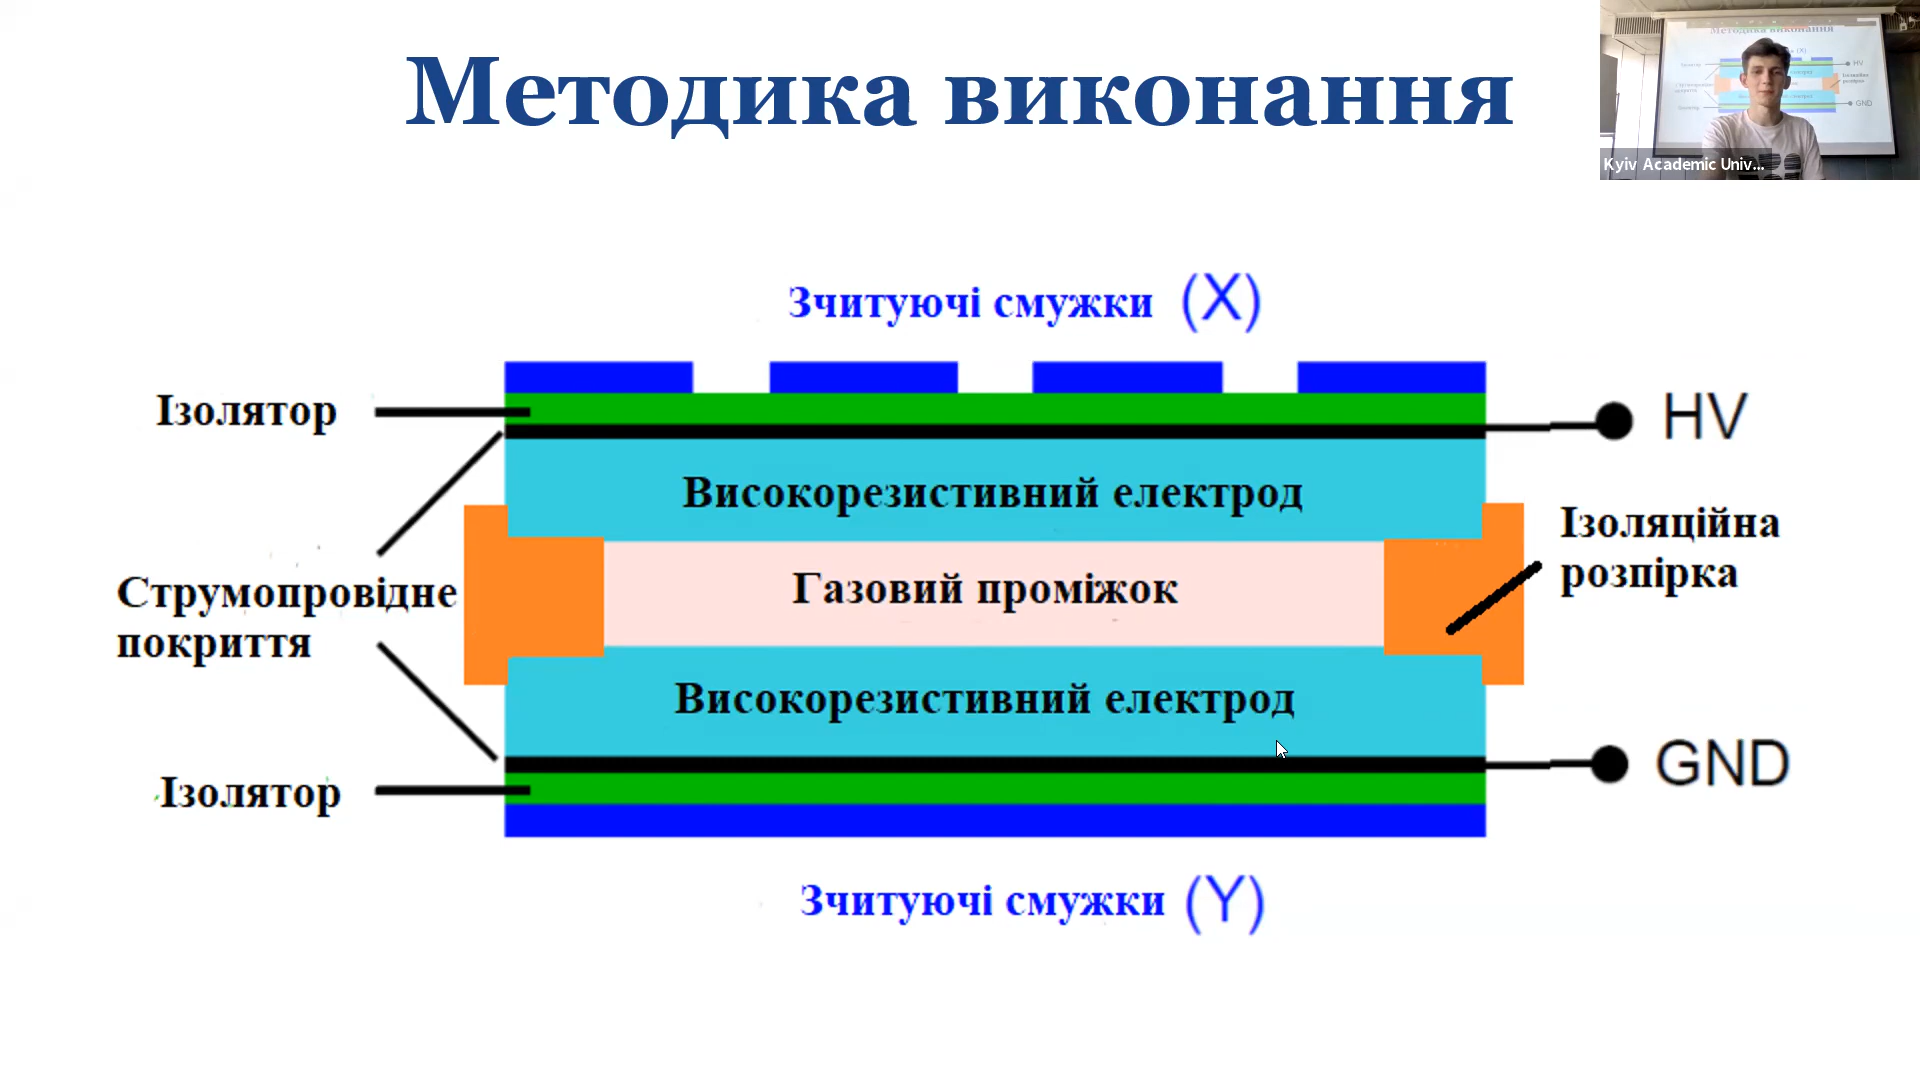 Методика виконання
Kyiv Academic Univ...
Зчитуючі смужки (X)
Ізолятор
HV
Високорезистивний електрод
Ізоляційна
розпірка
Газовий проміжок
Струмопровідне
покриття
Високорезистивний електрод
GND
Ізолятор
Зчитуючі смужки (Y)